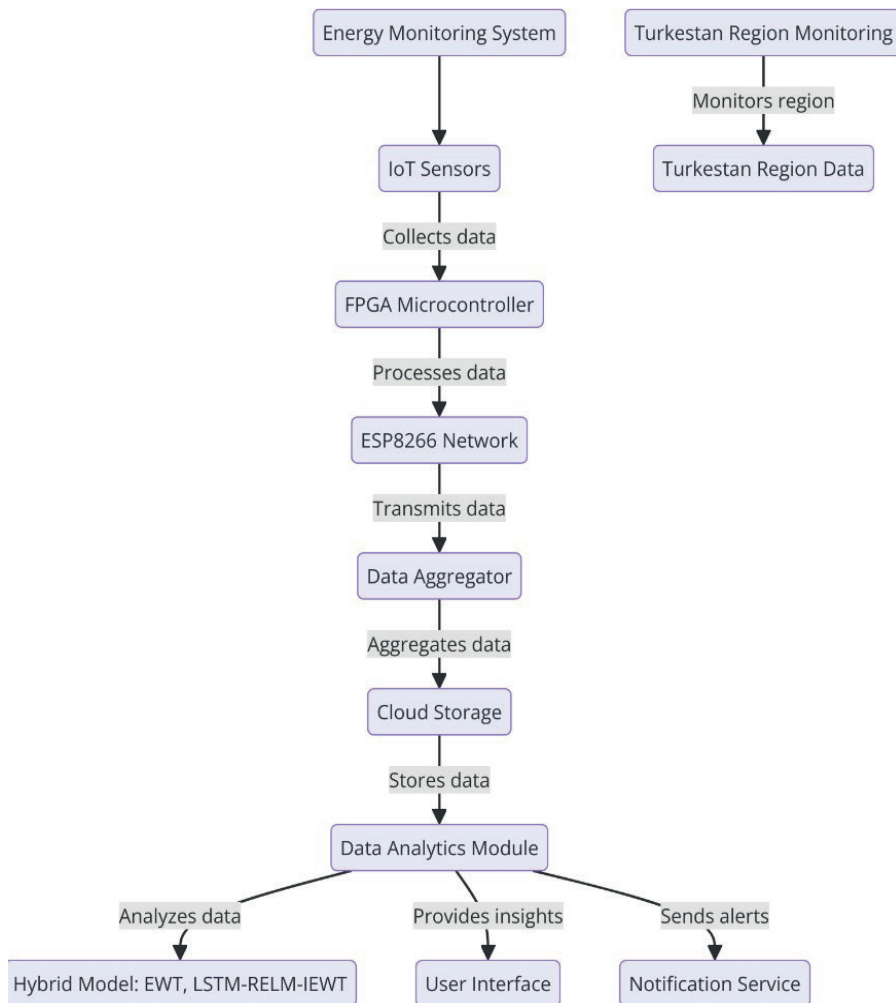 Energy Monitoring System
Turkestan Region Monitoring
Monitors region
IoT Sensors
Turkestan Region Data
Collects data
FPGA Microcontroller
Processes data
ESP8266 Network
Transmits data
Data Aggregator
Aggregates data
Cloud Storage
Stores data
Data Analytics Module
Analyzes data
Provides insights
Sends alerts
Hybrid Model: EWT, LSTM-RELM-IEWT
User Interface
Notification Service